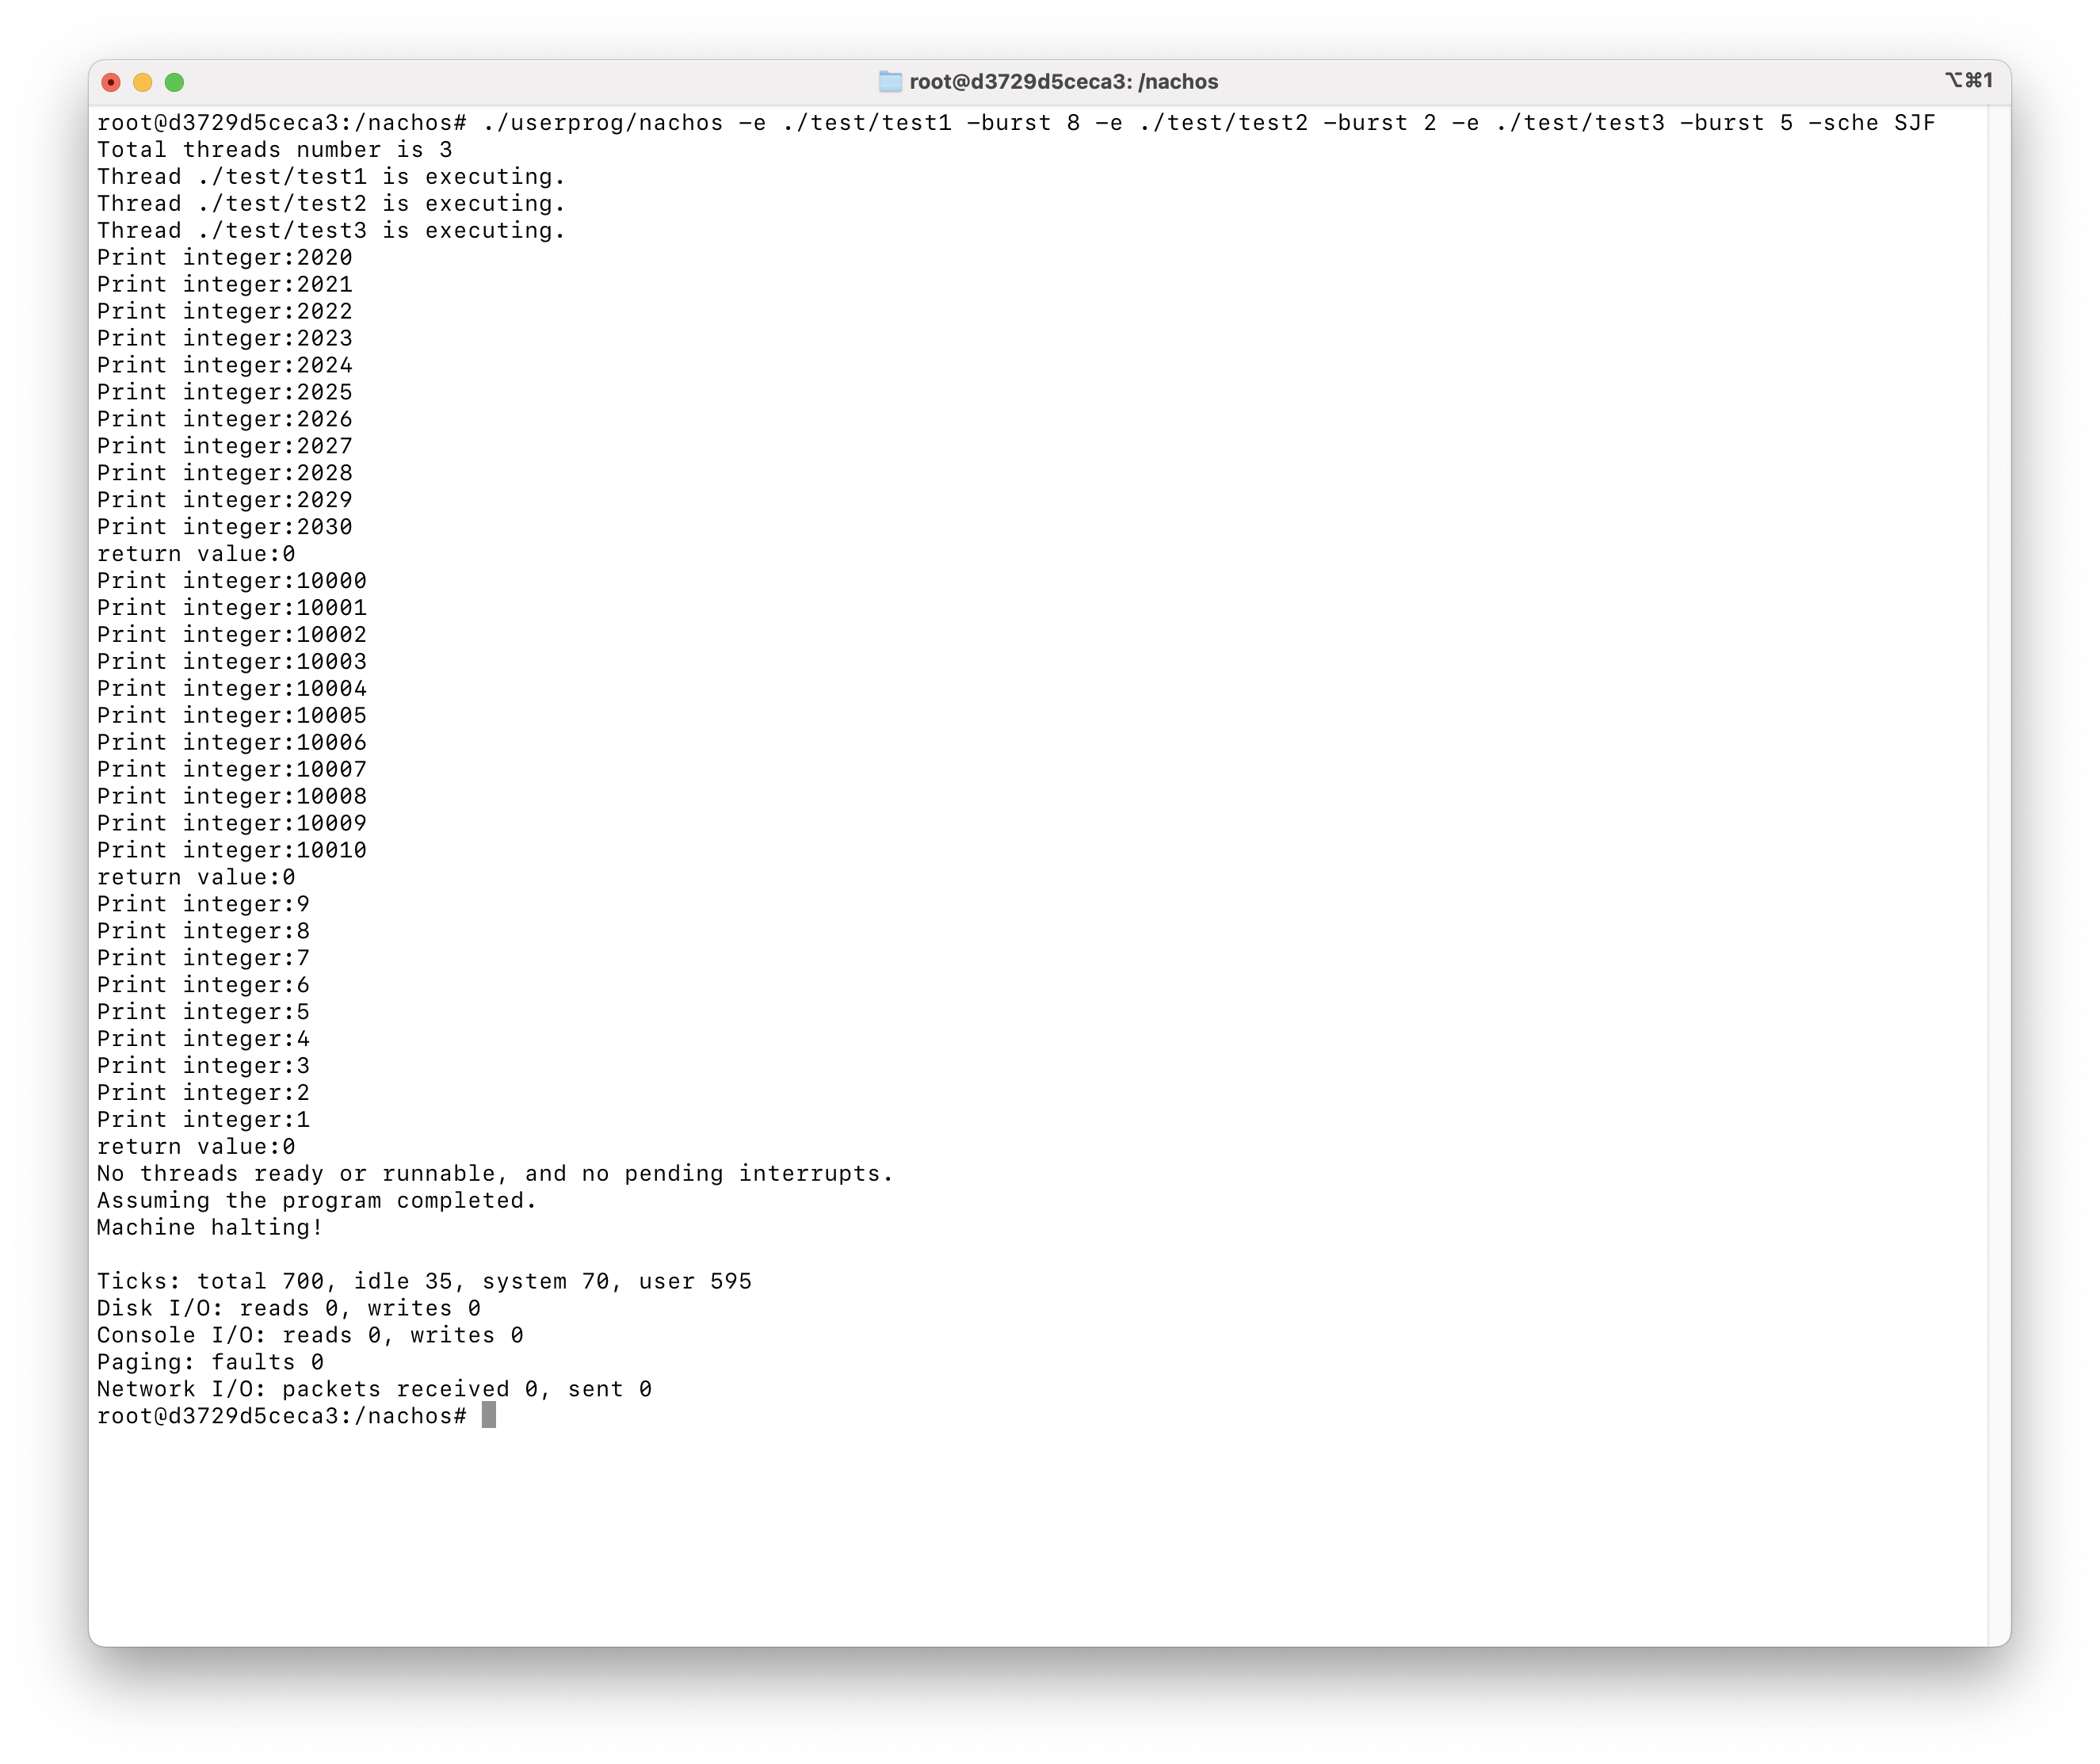 root@d3729d5ceca3: /nachos
⌥⌘1
root@d3729d5ceca3:/nachos# ./userprog/nachos -e ./test/test1 -burst 8 -e ./test/test2 -burst 2 -e ./test/test3 -burst 5 -sche SJF
Total threads number is 3
Thread ./test/test1 is executing.
Thread ./test/test2 is executing.
Thread ./test/test3 is executing.
Print integer:2020
Print integer:2021
Print integer:2022
Print integer:2023
Print integer:2024
Print integer:2025
Print integer:2026
Print integer:2027
Print integer:2028
Print integer:2029
Print integer:2030
return value:0
Print integer:10000
Print integer:10001
Print integer:10002
Print integer:10003
Print integer:10004
Print integer:10005
Print integer:10006
Print integer:10007
Print integer:10008
Print integer:10009
Print integer:10010
return value:0
Print integer:9
Print integer:8
Print integer:7
Print integer:6
Print integer:5
Print integer:4
Print integer:3
Print integer:2
Print integer:1
return value:0
No threads ready or runnable, and no pending interrupts.
Assuming the program completed.
Machine halting!

Ticks: total 700, idle 35, system 70, user 595
Disk I/O: reads 0, writes 0
Console I/O: reads 0, writes 0
Paging: faults 0
Network I/O: packets received 0, sent 0
root@d3729d5ceca3:/nachos#